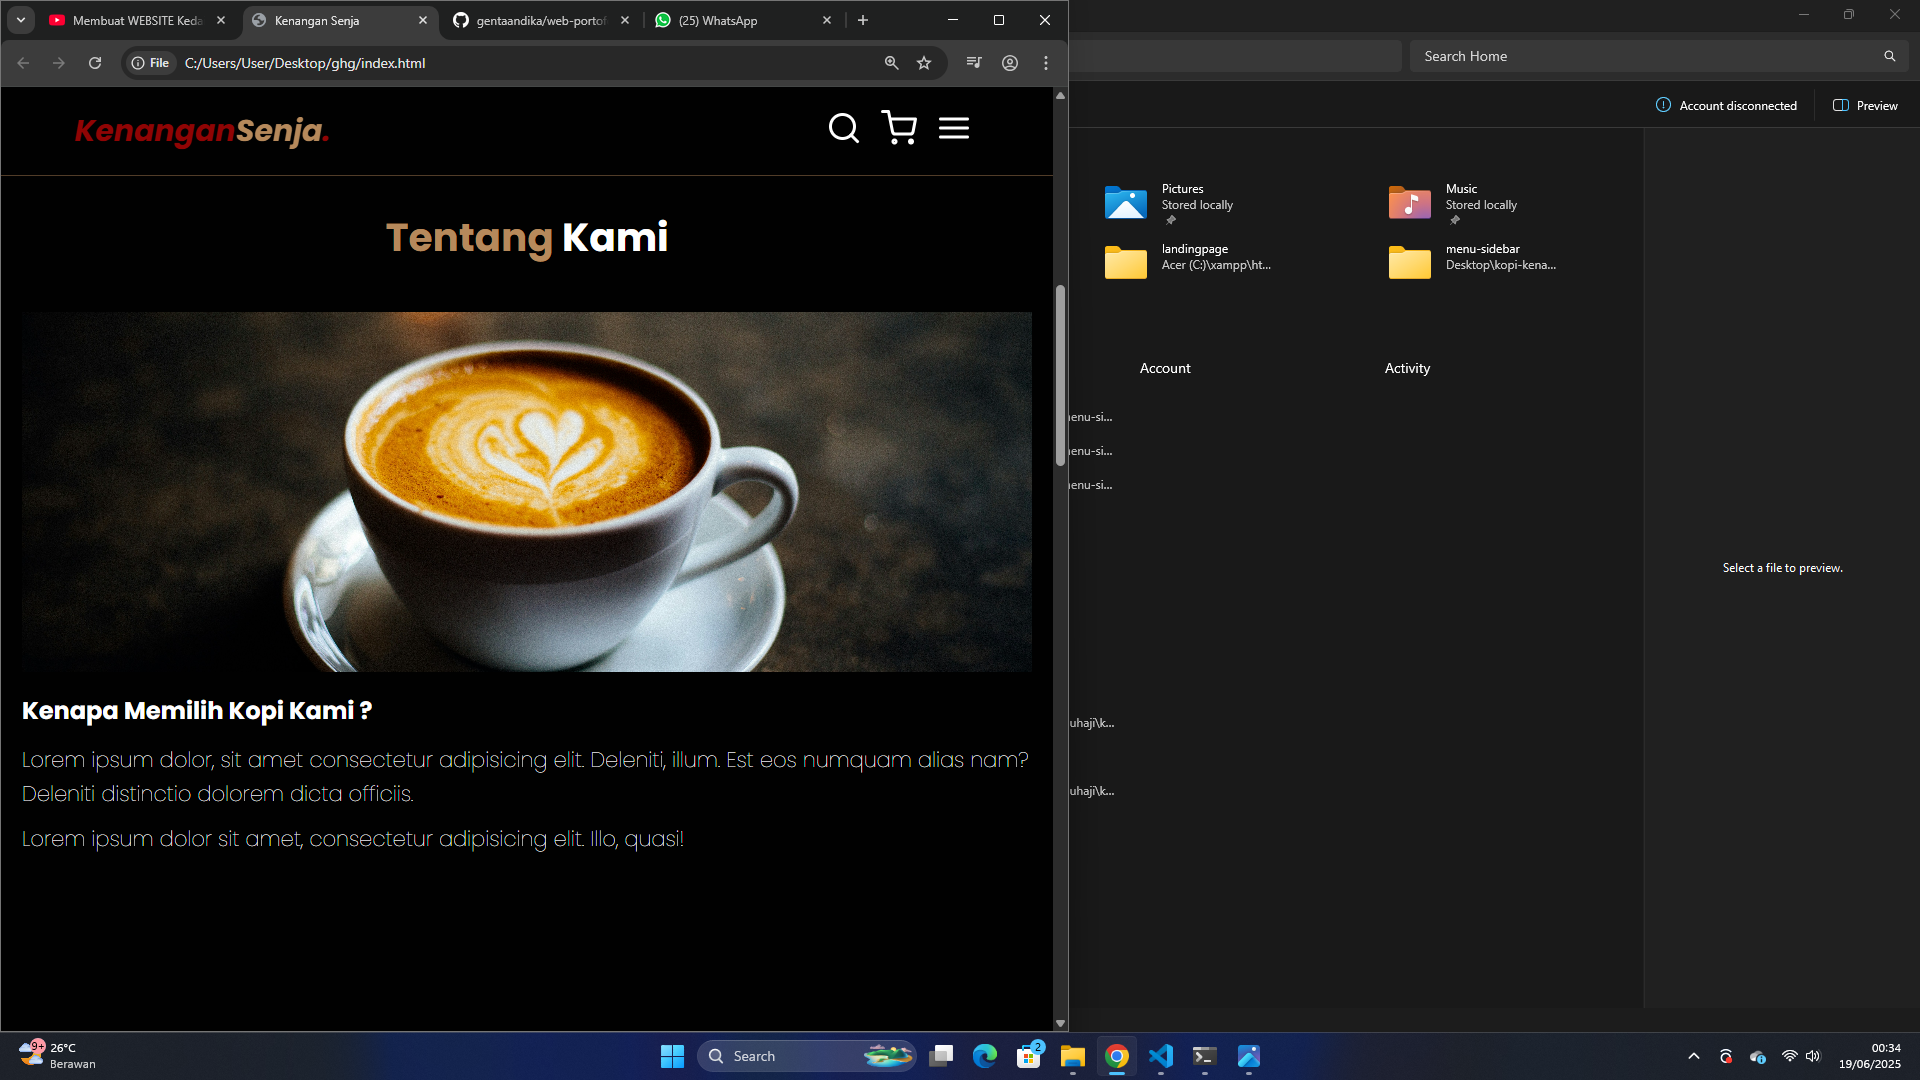 Membuat WEBSITE Keda
Kenangan Senja
gentaandika/web-portof
(25) WhatsApp
File
C:/Users/User/Desktop/ghg/index.html
KenanganSenja.
Tentang Kami
Kenapa Memilih Kopi Kami ?
Lorem ipsum dolor, sit amet consectetur adipisicing elit. Deleniti, illum. Est eos numquam alias nam?
Deleniti distinctio dolorem dicta officiis.
Lorem ipsum dolor sit amet, consectetur adipisicing elit. Illo, quasi!
Search Home
Account disconnected
Preview
Pictures
Stored locally
Music
Stored locally
landingpage
Acer (C:)\xampp\ht...
menu-sidebar
Desktop\kopi-kena...
Account
Activity
enu-si...
enu-si...
enu-si...
uhaji\k...
uhaji\k...
Select a file to preview.
9+
26°C
Berawan
Search
2
00:34
19/06/2025